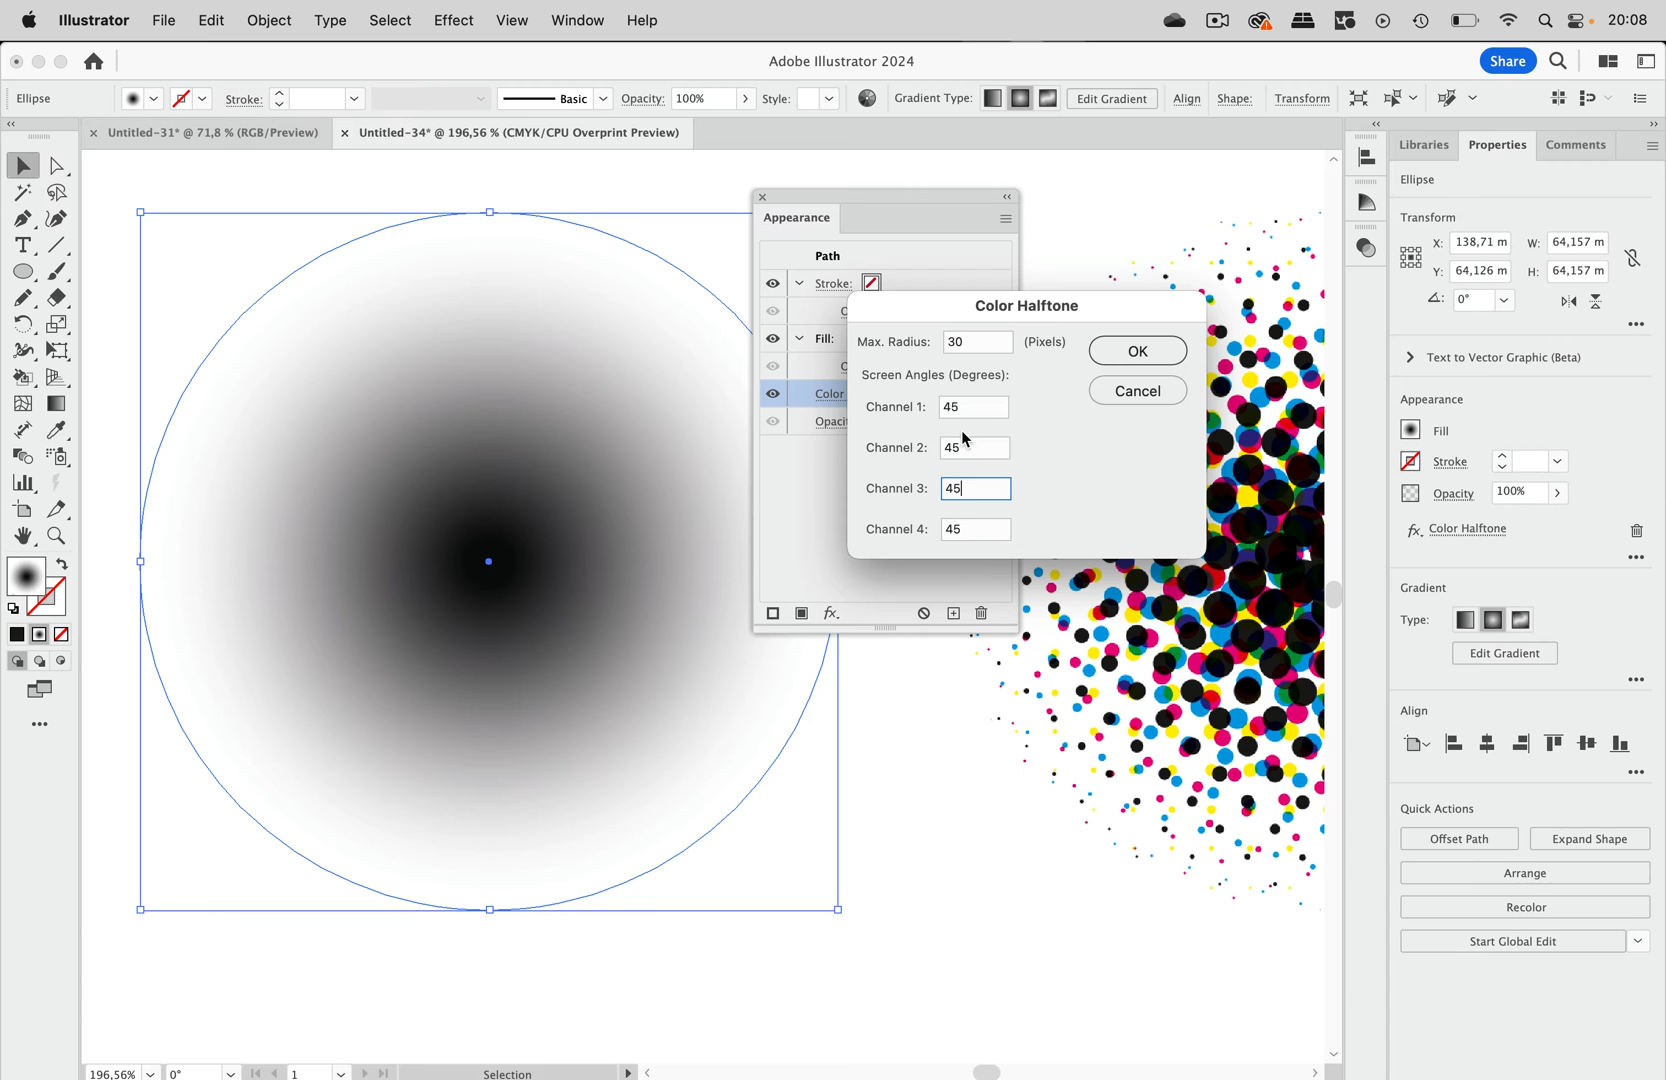 Illustrator File Edit Object Type Select Effect View Window Help 20:08
Adobe Illustrator 2024 Share
Ellipse Stroke: Basic Opacity: 100% Style: Gradient Type: Edit Gradient Align Shape: Transform
Untitled-31* @ 71,8 % (RGB/Preview) Untitled-34* @ 196,56 % (CMYK/CPU Overprint Preview)
Libraries Properties Comments
Appearance
Path
Stroke:
Fill:
Color
Opacit
Color Halftone
Max. Radius: 30 (Pixels) OK
Screen Angles (Degrees):
Cancel
Channel 1: 45
Channel 2: 45
Channel 3: 45
Channel 4: 45
fx.
Ellipse
Transform
X: 138,71 m W: 64,157 m
Y: 64,126 m H: 64,157 m
0°
Text to Vector Graphic (Beta)
Appearance
Fill
Stroke
Opacity 100%
fx. Color Halftone
Gradient
Type:
Edit Gradient
Align
Quick Actions
Offset Path Expand Shape
Arrange
Recolor
Start Global Edit
196,56% 0° 1 Selection